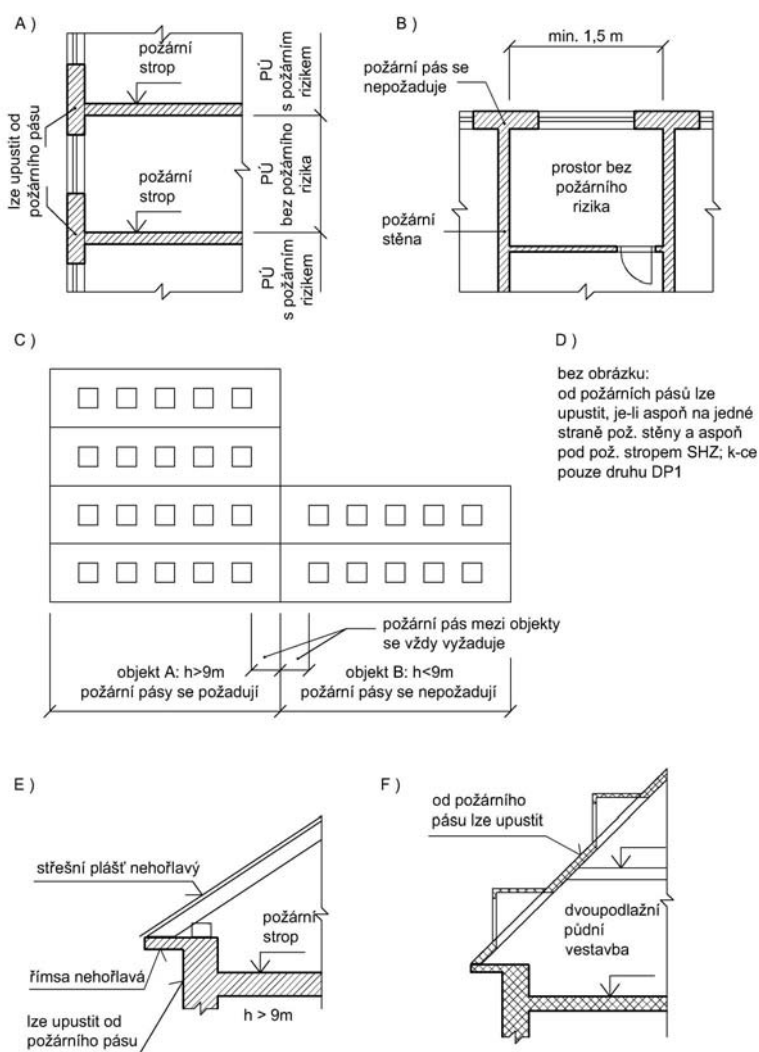 A )
požární
strop
požární
strop
lze upustit od
požárního pásu
PÚ
s požárním
rizikem
PÚ
bez požárního
rizika
PÚ
s požárním
rizikem
B )
min. 1,5 m
požární pás se
nepožaduje
prostor bez
požárního
rizika
požární
stěna
C )
požární pás mezi objekty
se vždy vyžaduje
objekt A: h>9m
požární pásy se požadují
objekt B: h<9m
požární pásy se nepožadují
D )
bez obrázku:
od požárních pásů lze
upustit, je-li aspoň na jedné
straně pož. stěny a aspoň
pod pož. stropem SHZ; k-ce
pouze druhu DP1
E )
střešní plášť nehořlavý
požární
strop
římsa nehořlavá
lze upustit od
požárního pásu
h > 9m
F )
od požárního
pásu lze upustit
dvoupodlažní
půdní
vestavba